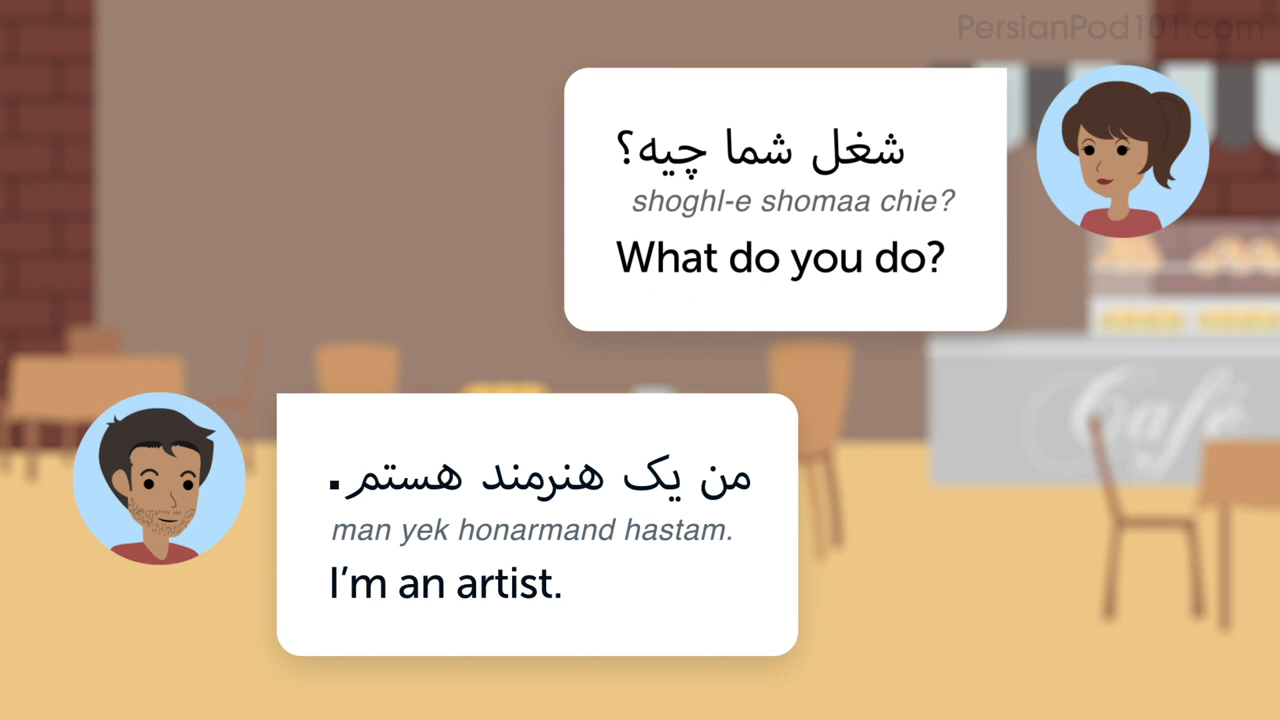 PersianPod101.com
شغل شما چیه؟
shoghl-e shomaa chie?
What do you do?
من یک هنرمند هستم.
man yek honarmand hastam.
I'm an artist.
Café